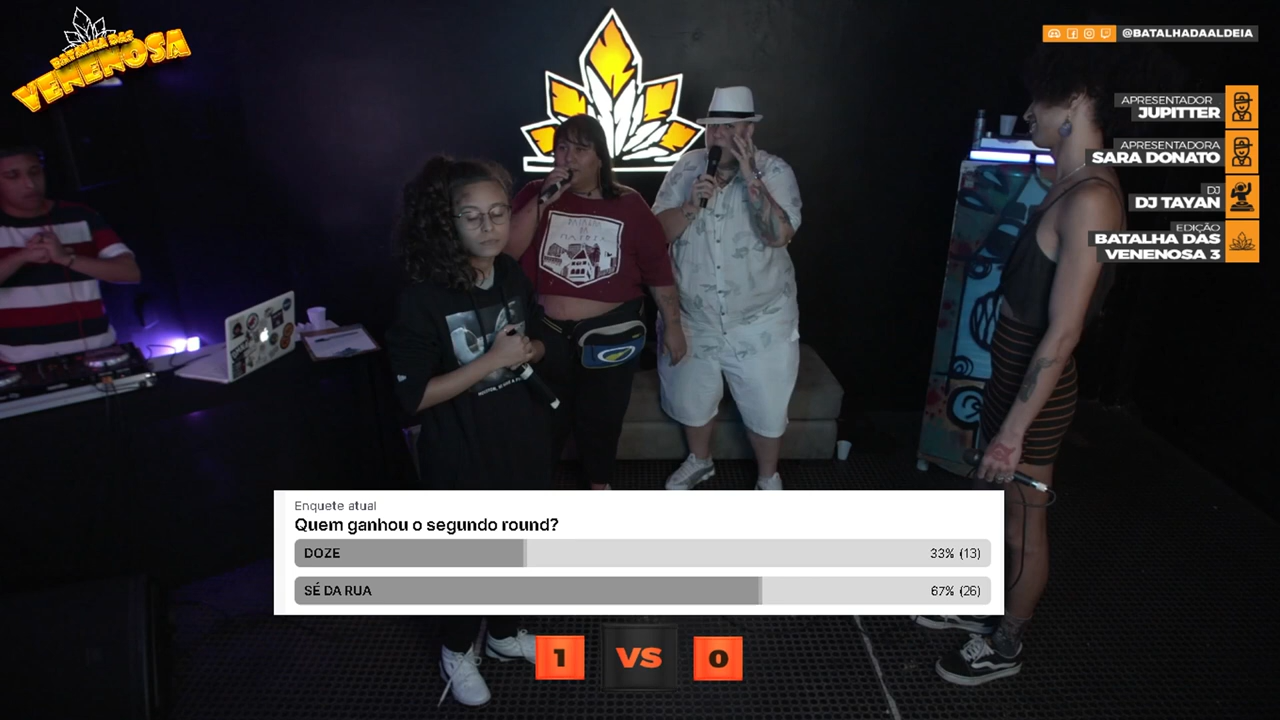 BATALHA DAS
VENENOSA
@BATALHADAALDEIA
APRESENTADOR
JUPITTER
APRESENTADORA
SARA DONATO
DJ
DJ TAYAN
EDIÇÃO
BATALHA DAS
VENENOSA 3
Enquete atual
Quem ganhou o segundo round?
DOZE
33% (13)
SÉ DA RUA
67% (26)
1
VS
0